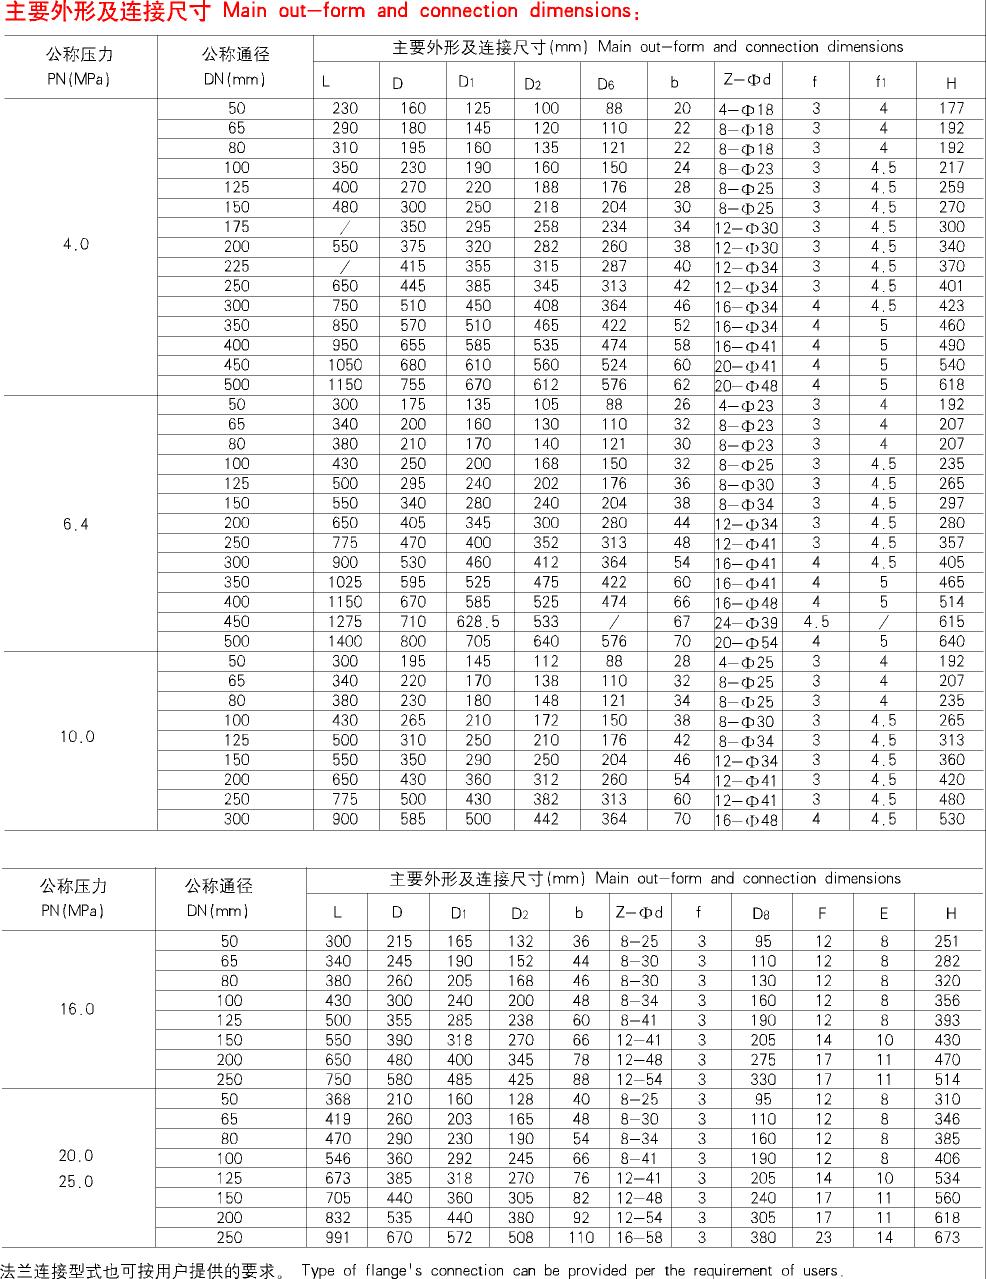 主要外形及连接尺寸 Main out-form and connection dimensions:
公称压力 PN(MPa) 公称通径 DN(mm) 主要外形及连接尺寸(mm) Main out-form and connection dimensions
L D D1 D2 D6 b Z-Φd f f1 H
4.0
50 230 160 125 100 88 20 4-Φ18 3 4 177
65 290 180 145 120 110 22 8-Φ18 3 4 192
80 310 195 160 135 121 22 8-Φ18 3 4 192
100 350 230 190 160 150 24 8-Φ23 3 4.5 217
125 400 270 220 188 176 28 8-Φ25 3 4.5 259
150 480 300 250 218 204 30 8-Φ25 3 4.5 270
175 / 350 295 258 234 34 12-Φ30 3 4.5 300
200 550 375 320 282 260 38 12-Φ30 3 4.5 340
225 / 415 355 315 287 40 12-Φ34 3 4.5 370
250 650 445 385 345 313 42 12-Φ34 3 4.5 401
300 750 510 450 408 364 46 16-Φ34 4 4.5 423
350 850 570 510 465 422 52 16-Φ34 4 5 460
400 950 655 585 535 474 58 16-Φ41 4 5 490
450 1050 680 610 560 524 60 20-Φ41 4 5 540
500 1150 755 670 612 576 62 20-Φ48 4 5 618
6.4
50 300 175 135 105 88 26 4-Φ23 3 4 192
65 340 200 160 130 110 32 8-Φ23 3 4 207
80 380 210 170 140 121 30 8-Φ23 3 4 207
100 430 250 200 168 150 32 8-Φ25 3 4.5 235
125 500 295 240 202 176 36 8-Φ30 3 4.5 265
150 550 340 280 240 204 38 8-Φ34 3 4.5 297
200 650 405 345 300 280 44 12-Φ34 3 4.5 280
250 775 470 400 352 313 48 12-Φ41 3 4.5 357
300 900 530 460 412 364 54 16-Φ41 4 4.5 405
350 1025 595 525 475 422 60 16-Φ41 4 5 465
400 1150 670 585 525 474 66 16-Φ48 4 5 514
450 1275 710 628.5 533 / 67 24-Φ39 4.5 / 615
500 1400 800 705 640 576 70 20-Φ54 4 5 640
10.0
50 300 195 145 112 88 28 4-Φ25 3 4 192
65 340 220 170 138 110 32 8-Φ25 3 4 207
80 380 230 180 148 121 34 8-Φ25 3 4 235
100 430 265 210 172 150 38 8-Φ30 3 4.5 265
125 500 310 250 210 176 42 8-Φ34 3 4.5 313
150 550 350 290 250 204 46 12-Φ34 3 4.5 360
200 650 430 360 312 260 54 12-Φ41 3 4.5 420
250 775 500 430 382 313 60 12-Φ41 3 4.5 480
300 900 585 500 442 364 70 16-Φ48 4 4.5 530
公称压力 PN(MPa) 公称通径 DN(mm) 主要外形及连接尺寸(mm) Main out-form and connection dimensions
L D D1 D2 b Z-Φd f D8 F E H
16.0
50 300 215 165 132 36 8-25 3 95 12 8 251
65 340 245 190 152 44 8-30 3 110 12 8 282
80 380 260 205 168 46 8-30 3 130 12 8 320
100 430 300 240 200 48 8-34 3 160 12 8 356
125 500 355 285 238 60 8-41 3 190 12 8 393
150 550 390 318 270 66 12-41 3 205 14 10 430
200 650 480 400 345 78 12-48 3 275 17 11 470
250 750 580 485 425 88 12-54 3 330 17 11 514
20.0
25.0
50 368 210 160 128 40 8-25 3 95 12 8 310
65 419 260 203 165 48 8-30 3 110 12 8 346
80 470 290 230 190 54 8-34 3 160 12 8 385
100 546 360 292 245 66 8-41 3 190 12 8 406
125 673 385 318 270 76 12-41 3 205 14 10 534
150 705 440 360 305 82 12-48 3 240 17 11 560
200 832 535 440 380 92 12-54 3 305 17 11 618
250 991 670 572 508 110 16-58 3 380 23 14 673
法兰连接型式也可按用户提供的要求。 Type of flange's connection can be provided per the requirement of users.